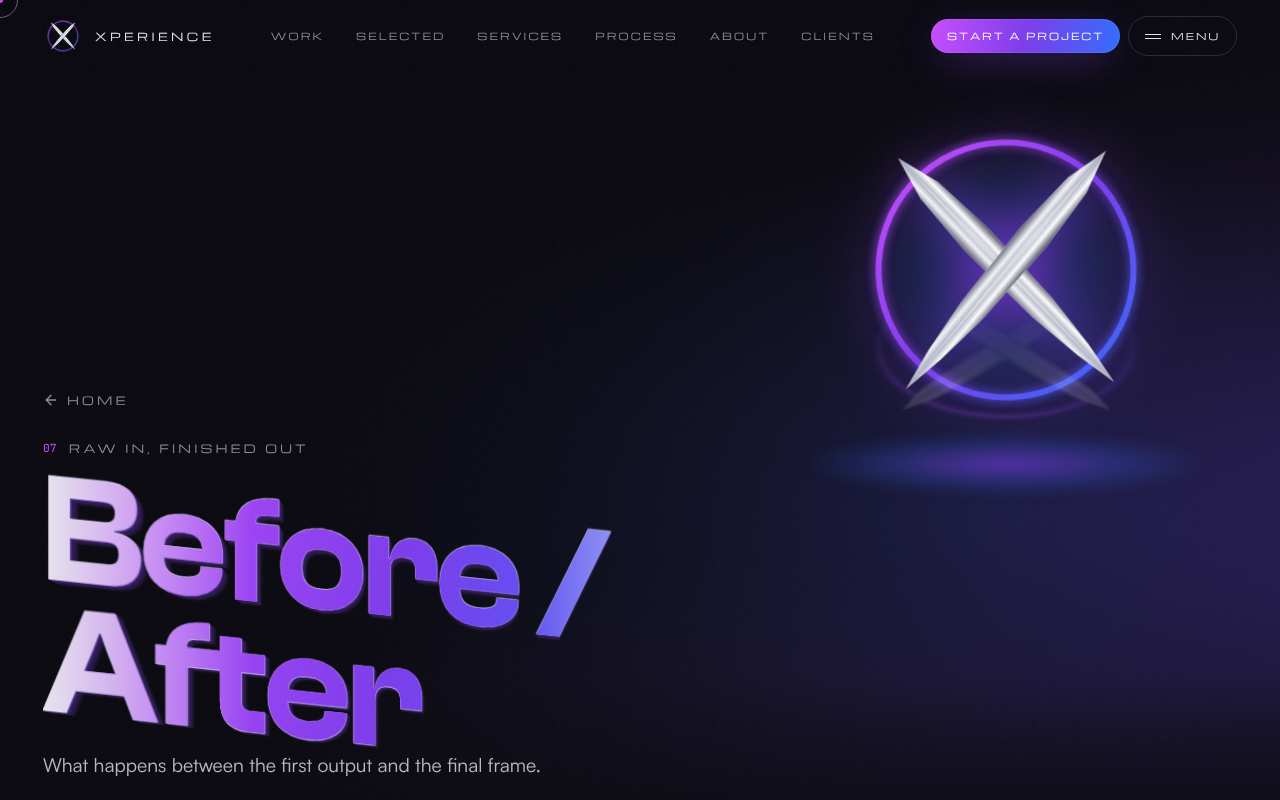 XPERIENCE
WORK
SELECTED
SERVICES
PROCESS
ABOUT
CLIENTS
START A PROJECT
MENU
← HOME
07 RAW IN, FINISHED OUT
Before /
After
What happens between the first output and the final frame.